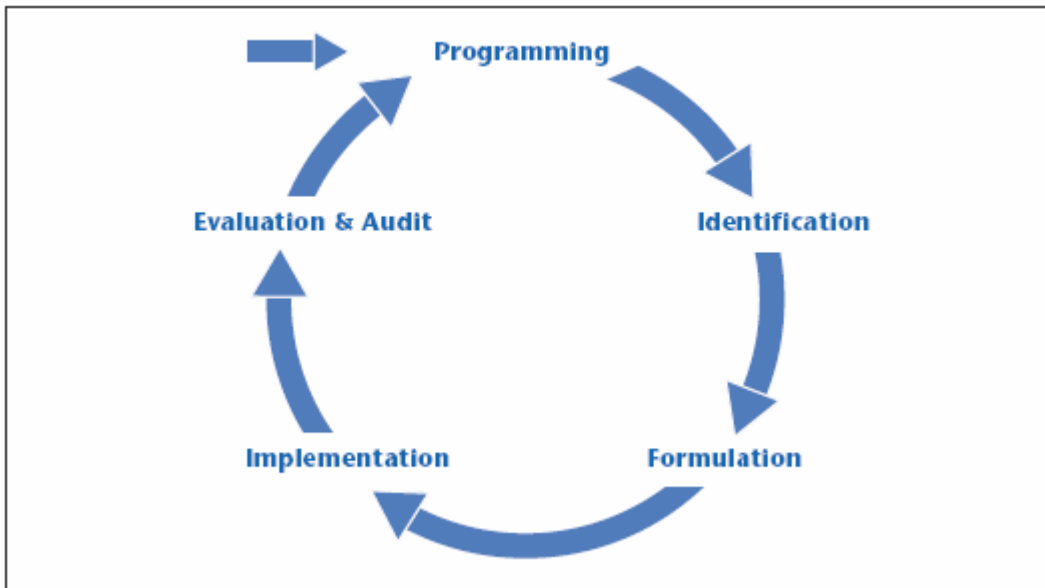 Programming
Identification
Formulation
Implementation
Evaluation & Audit